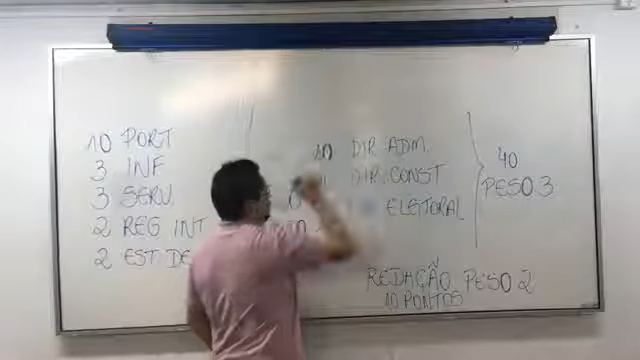 10 PORT
3 INF
3 SERV.
2 REG INT
2 EST DE
DIR ADM.
DIR. CONST
ELEITORAL
40
PESO 3
REDAÇÃO PESO 2
10 PONTOS